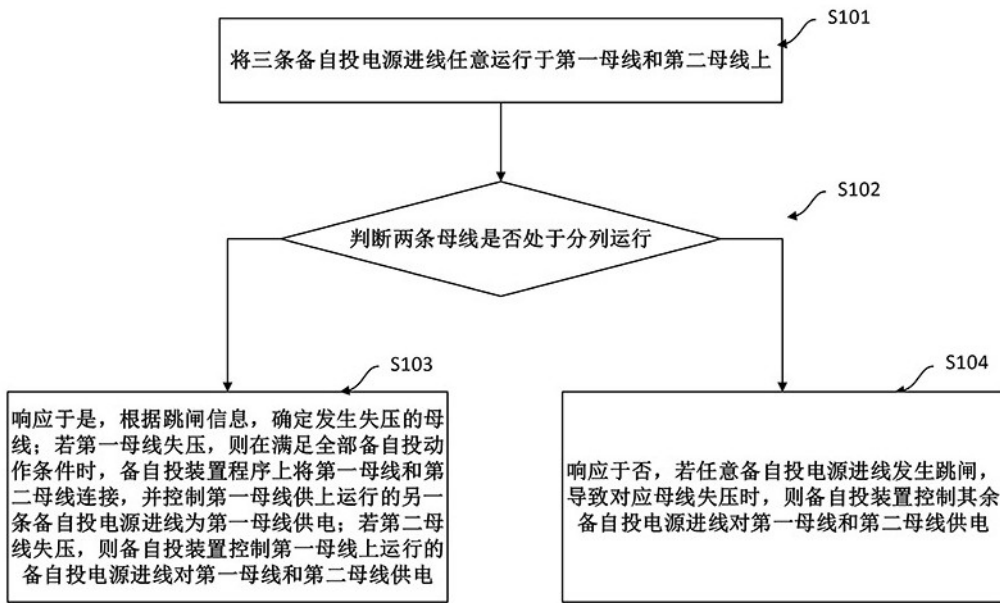 S101
将三条备自投电源进线任意运行于第一母线和第二母线上
S102
判断两条母线是否处于分列运行
S103
响应于是，根据跳闸信息，确定发生失压的母
线；若第一母线失压，则在满足全部备自投动
作条件时，备自投装置程序上将第一母线和第
二母线连接，并控制第一母线供上运行的另一
条备自投电源进线为第一母线供电；若第二母
线失压，则备自投装置控制第一母线上运行的
备自投电源进线对第一母线和第二母线供电
S104
响应于否，若任意备自投电源进线发生跳闸，
导致对应母线失压时，则备自投装置控制其余
备自投电源进线对第一母线和第二母线供电